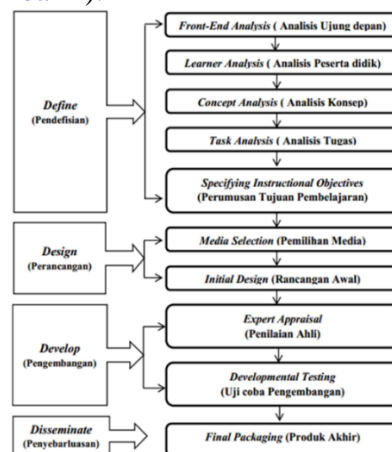 Front-End Analysis ( Analisis Ujung depan)
Learner Analysis ( Analisis Peserta didik)
Define
(Pendefisian)
Concept Analysis ( Analisis Konsep)
Task Analysis ( Analisis Tugas)
Specying Instructional Objectives
(Perumusan Tujuan Pembelajaran)
Design
(Perancangan)
Media Selection (Pemilihan Media)
Initial Design (Rancangan Awal)
Develop
(Pengembangan)
Expert Appraisal
(Penilaian Ahli)
Developmental Testing
(Uji coba Pengembangan)
Disseminate
(Penyebarluasan)
Final Packaging (Produk Akhir)